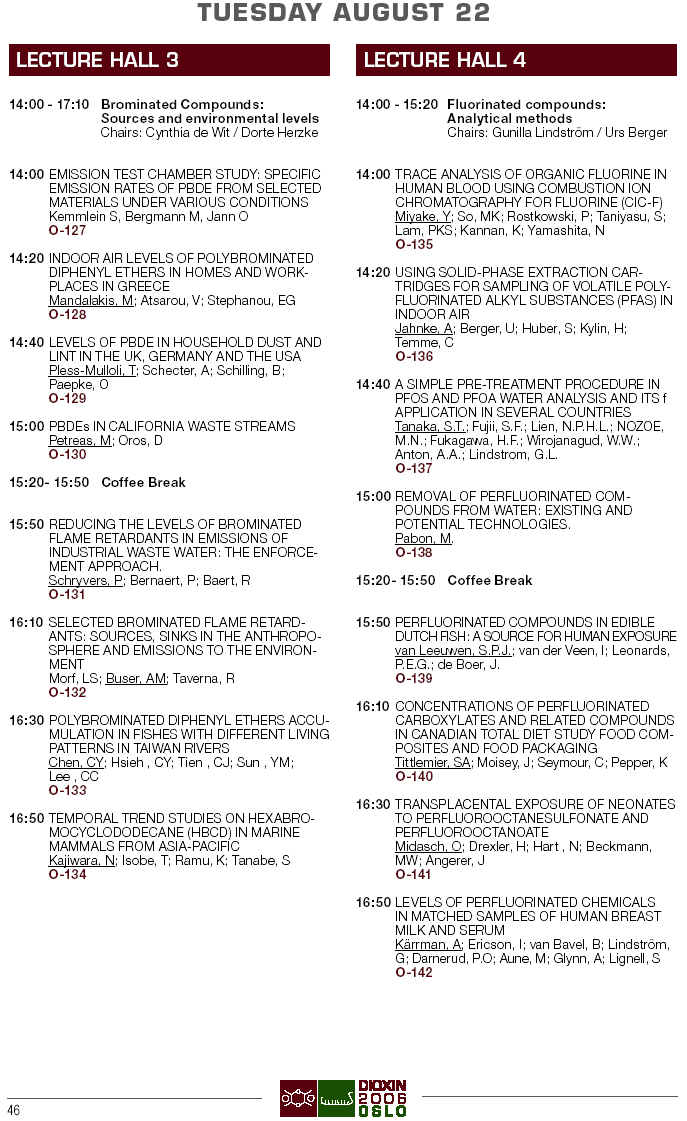 TUESDAY AUGUST 22
LECTURE HALL 3
14:00 - 17:10 Brominated Compounds:
Sources and environmental levels
Chairs: Cynthia de Wit / Dorte Herzke
14:00 EMISSION TEST CHAMBER STUDY: SPECIFIC
EMISSION RATES OF PBDE FROM SELECTED
MATERIALS UNDER VARIOUS CONDITIONS
Kemmlein S, Bergmann M, Jann O
O-127
14:20 INDOOR AIR LEVELS OF POLYBROMINATED
DIPHENYL ETHERS IN HOMES AND WORK-
PLACES IN GREECE
Mandalakis, M; Atsarou, V; Stephanou, EG
O-128
14:40 LEVELS OF PBDE IN HOUSEHOLD DUST AND
LINT IN THE UK, GERMANY AND THE USA
Pless-Mulloli, T; Schecter, A; Schilling, B;
Paepke, O
O-129
15:00 PBDEs IN CALIFORNIA WASTE STREAMS
Petreas, M; Oros, D
O-130
15:20- 15:50 Coffee Break
15:50 REDUCING THE LEVELS OF BROMINATED
FLAME RETARDANTS IN EMISSIONS OF
INDUSTRIAL WASTE WATER: THE ENFORCE-
MENT APPROACH.
Schryvers, P; Bernaert, P; Baert, R
O-131
16:10 SELECTED BROMINATED FLAME RETARD-
ANTS: SOURCES, SINKS IN THE ANTHROPO-
SPHERE AND EMISSIONS TO THE ENVIRON-
MENT
Morf, LS; Buser, AM; Taverna, R
O-132
16:30 POLYBROMINATED DIPHENYL ETHERS ACCU-
MULATION IN FISHES WITH DIFFERENT LIVING
PATTERNS IN TAIWAN RIVERS
Chen, CY; Hsieh , CY; Tien , CJ; Sun , YM;
Lee , CC
O-133
16:50 TEMPORAL TREND STUDIES ON HEXABRO-
MOCYCLODODECANE (HBCD) IN MARINE
MAMMALS FROM ASIA-PACIFIC
Kajiwara, N; Isobe, T; Ramu, K; Tanabe, S
O-134
LECTURE HALL 4
14:00 - 15:20 Fluorinated compounds:
Analytical methods
Chairs: Gunilla Lindström / Urs Berger
14:00 TRACE ANALYSIS OF ORGANIC FLUORINE IN
HUMAN BLOOD USING COMBUSTION ION
CHROMATOGRAPHY FOR FLUORINE (CIC-F)
Miyake, Y; So, MK; Rostkowski, P; Taniyasu, S;
Lam, PKS; Kannan, K; Yamashita, N
O-135
14:20 USING SOLID-PHASE EXTRACTION CAR-
TRIDGES FOR SAMPLING OF VOLATILE POLY-
FLUORINATED ALKYL SUBSTANCES (PFAS) IN
INDOOR AIR
Jahnke, A; Berger, U; Huber, S; Kylin, H;
Temme, C
O-136
14:40 A SIMPLE PRE-TREATMENT PROCEDURE IN
PFOS AND PFOA WATER ANALYSIS AND ITS f
APPLICATION IN SEVERAL COUNTRIES
Tanaka, S.T.; Fujii, S.F.; Lien, N.P.H.L.; NOZOE,
M.N.; Fukagawa, H.F.; Wirojanagud, W.W.;
Anton, A.A.; Lindstrom, G.L.
O-137
15:00 REMOVAL OF PERFLUORINATED COM-
POUNDS FROM WATER: EXISTING AND
POTENTIAL TECHNOLOGIES.
Pabon, M.
O-138
15:20- 15:50 Coffee Break
15:50 PERFLUORINATED COMPOUNDS IN EDIBLE
DUTCH FISH: A SOURCE FOR HUMAN EXPOSURE
van Leeuwen, S.P.J.; van der Veen, I; Leonards,
P.E.G.; de Boer, J.
O-139
16:10 CONCENTRATIONS OF PERFLUORINATED
CARBOXYLATES AND RELATED COMPOUNDS
IN CANADIAN TOTAL DIET STUDY FOOD COM-
POSITES AND FOOD PACKAGING
Tittlemier, SA; Moisey, J; Seymour, C; Pepper, K
O-140
16:30 TRANSPLACENTAL EXPOSURE OF NEONATES
TO PERFLUOROOCTANESULFONATE AND
PERFLUOROOCTANOATE
Midasch, O; Drexler, H; Hart , N; Beckmann,
MW; Angerer, J
O-141
16:50 LEVELS OF PERFLUORINATED CHEMICALS
IN MATCHED SAMPLES OF HUMAN BREAST
MILK AND SERUM
Kärrman, A; Ericson, I; van Bavel, B; Lindström,
G; Darnerud, P.O; Aune, M; Glynn, A; Lignell, S
O-142
46
DIOXIN
2006
OSLO